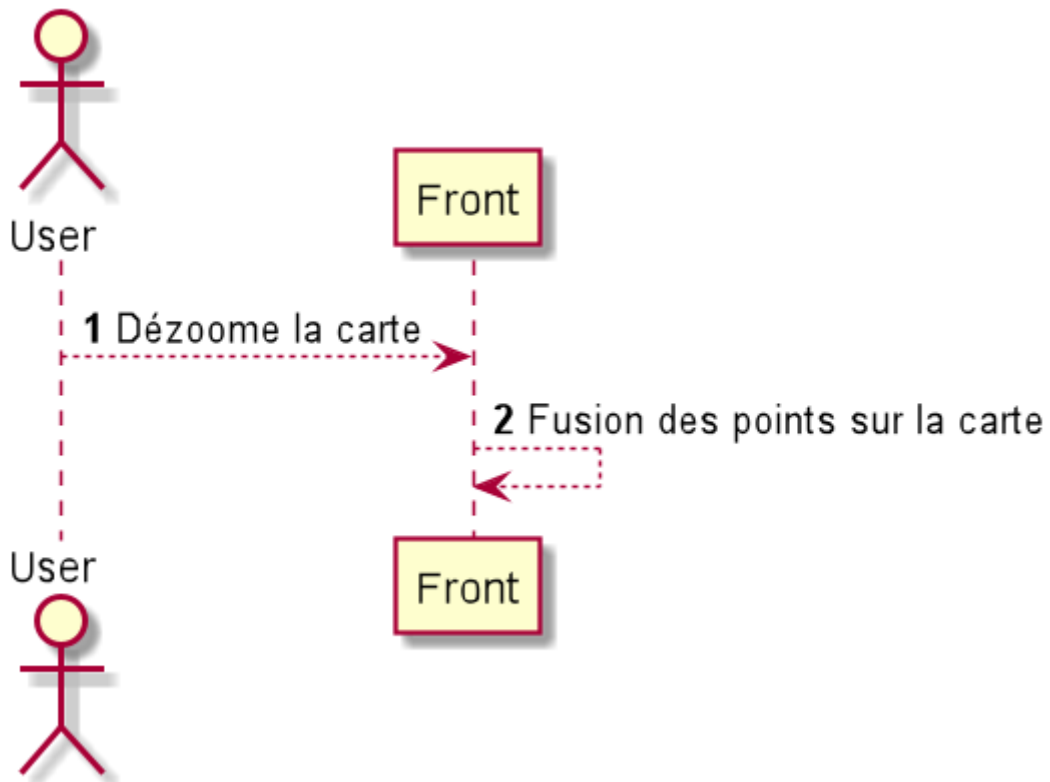 User
Front
1 Dézoome la carte
2 Fusion des points sur la carte
User
Front